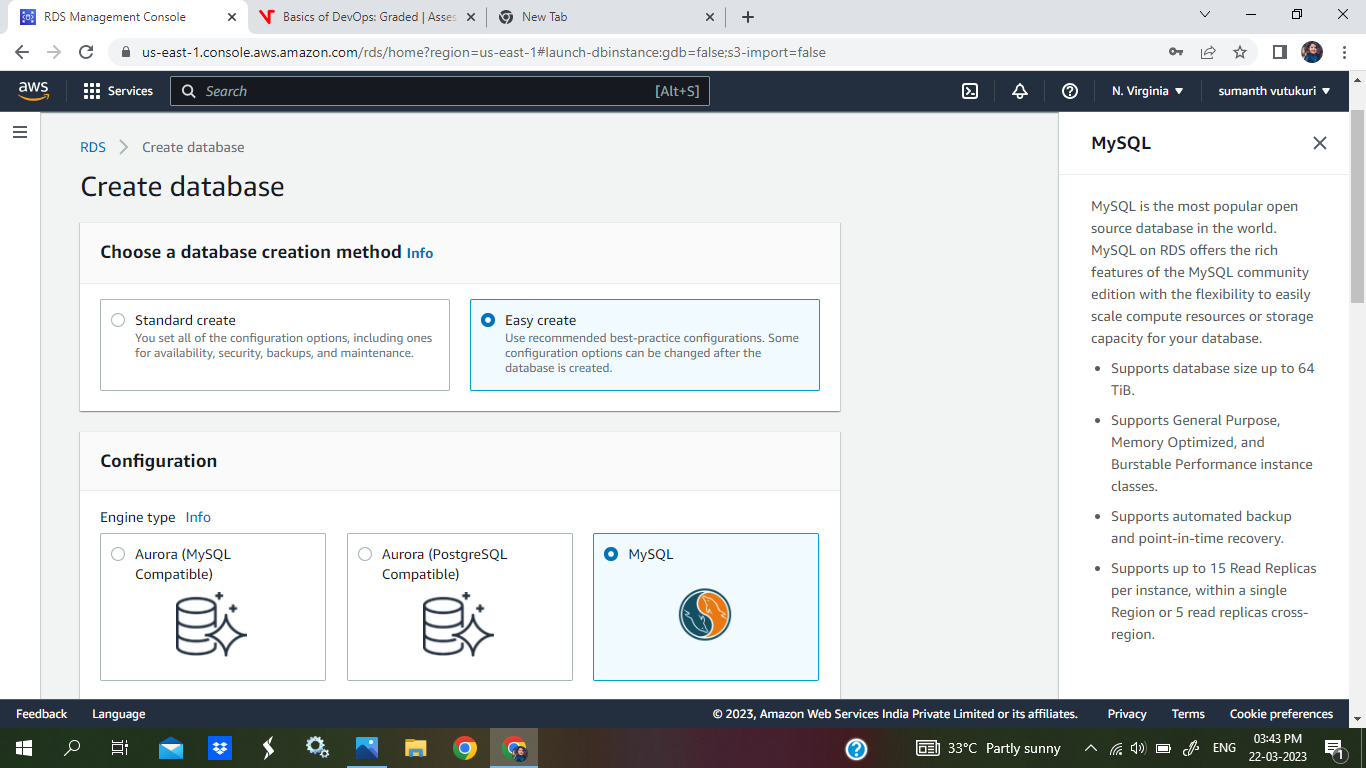 RDS Management Console
Basics of DevOps: Graded | Asses
New Tab
us-east-1.console.aws.amazon.com/rds/home?region=us-east-1#launch-dbinstance:gdb=false;s3-import=false
aws
Services
Search
[Alt+S]
N. Virginia
sumanth vutukuri
RDS
Create database
Create database
Choose a database creation method Info
Standard create
You set all of the configuration options, including ones
for availability, security, backups, and maintenance.
Easy create
Use recommended best-practice configurations. Some
configuration options can be changed after the
database is created.
Configuration
Engine type Info
Aurora (MySQL
Compatible)
Aurora (PostgreSQL
Compatible)
MySQL
MySQL
MySQL is the most popular open
source database in the world.
MySQL on RDS offers the rich
features of the MySQL community
edition with the flexibility to easily
scale compute resources or storage
capacity for your database.
• Supports database size up to 64
TiB.
• Supports General Purpose,
Memory Optimized, and
Burstable Performance instance
classes.
• Supports automated backup
and point-in-time recovery.
• Supports up to 15 Read Replicas
per instance, within a single
Region or 5 read replicas cross-
region.
Feedback
Language
© 2023, Amazon Web Services India Private Limited or its affiliates.
Privacy
Terms
Cookie preferences
33°C Partly sunny
ENG
03:43 PM
22-03-2023
1